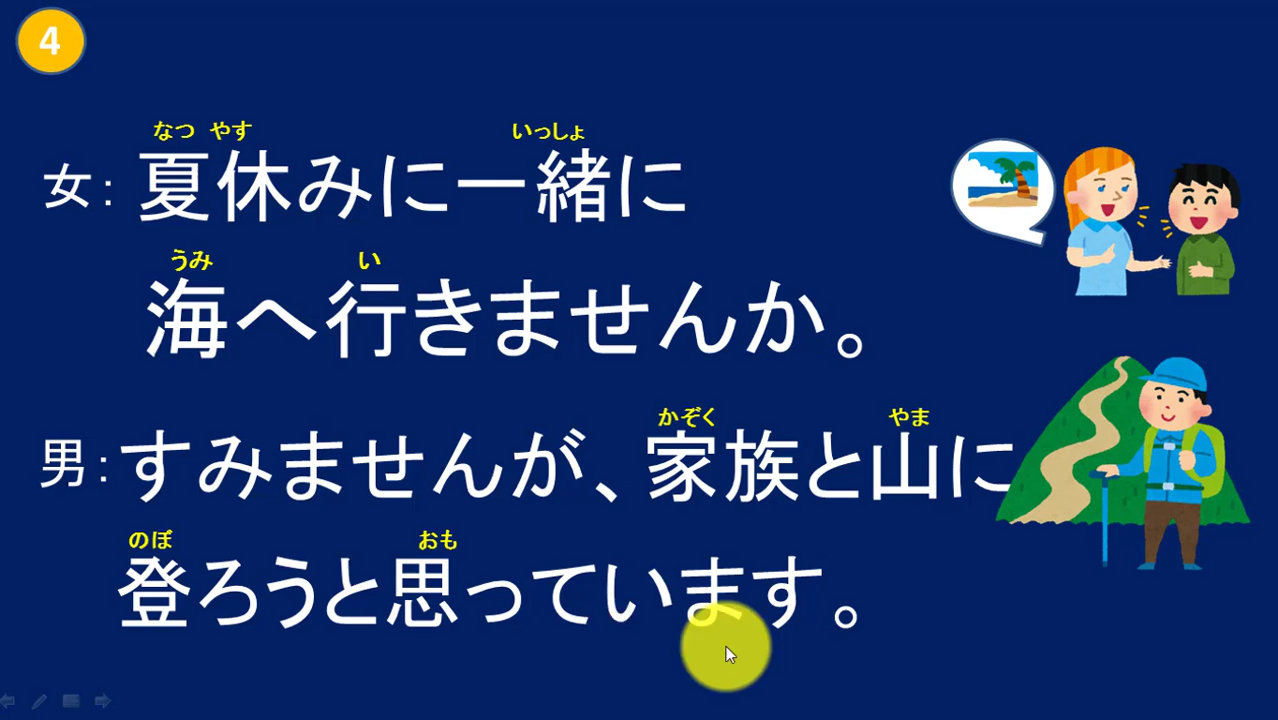 4
なつ やす いっしょ
女： 夏休みに一緒に
うみ い
海へ行きませんか。
かぞく やま
男：すみませんが、家族と山に
のぼ おも
登ろうと思っています。